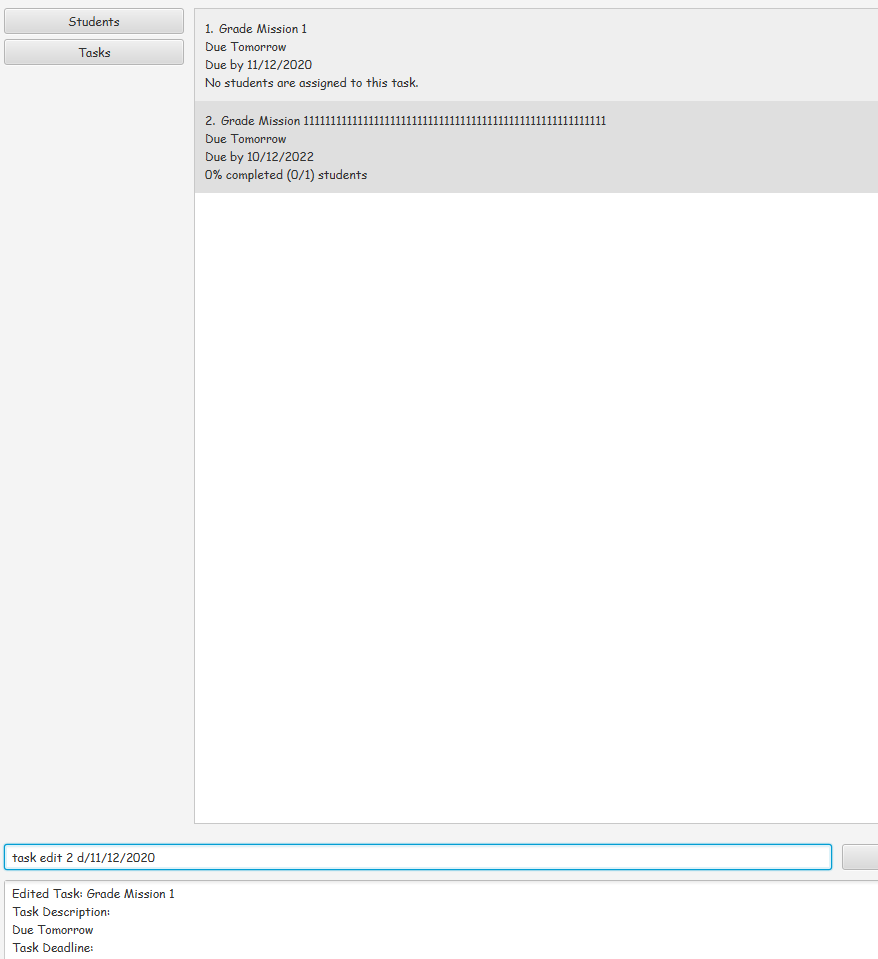 Students
Tasks
1. Grade Mission 1
Due Tomorrow
Due by 11/12/2020
No students are assigned to this task.
2. Grade Mission 11111111111111111111111111111111111111111111111111111111
Due Tomorrow
Due by 10/12/2022
0% completed (0/1) students
task edit 2 d/11/12/2020
Edited Task: Grade Mission 1
Task Description:
Due Tomorrow
Task Deadline: